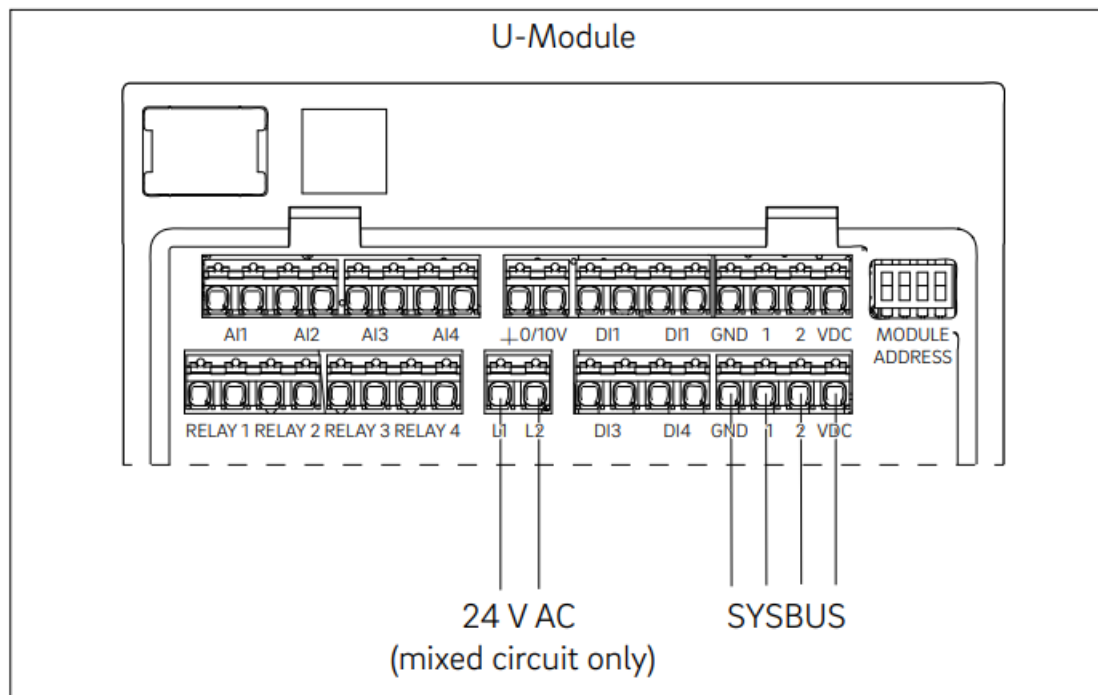 U-Module
AI1 AI2 AI3 AI4 ⏊0/10V DI1 DI1 GND 1 2 VDC MODULE
ADDRESS
RELAY 1 RELAY 2 RELAY 3 RELAY 4 L1 L2 DI3 DI4 GND 1 2 VDC
24 V AC SYSBUS
(mixed circuit only)